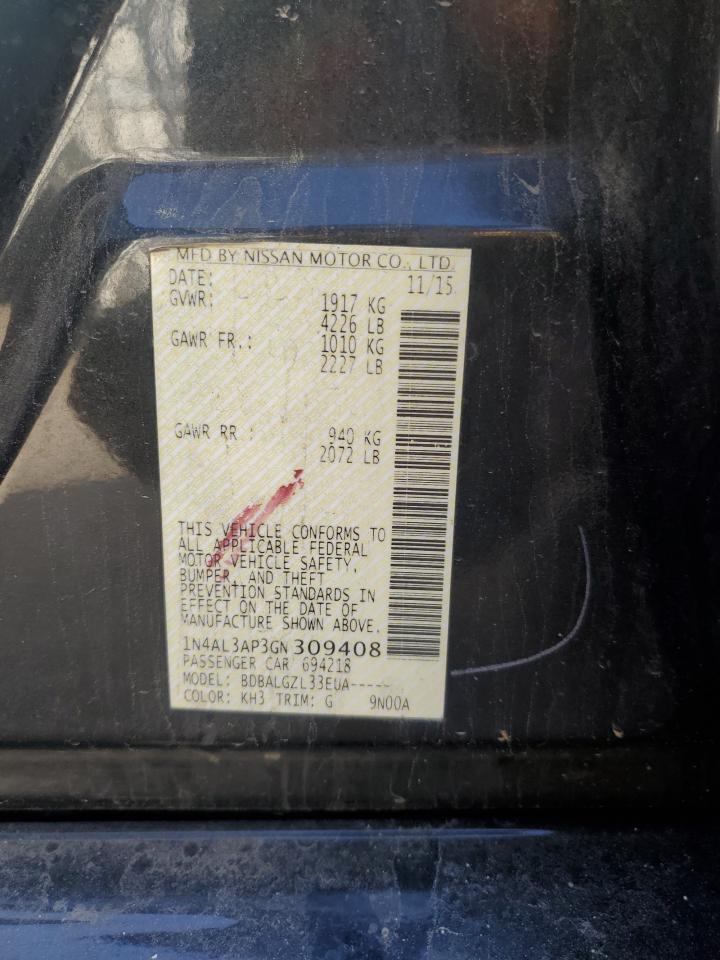 MFD BY NISSAN MOTOR CO., LTD.
DATE: 11/15
GVWR: 1917 KG
4226 LB
GAWR FR.: 1010 KG
2227 LB
GAWR RR : 940 KG
2072 LB
THIS VEHICLE CONFORMS TO
ALL APPLICABLE FEDERAL
MOTOR VEHICLE SAFETY,
BUMPER, AND THEFT
PREVENTION STANDARDS IN
EFFECT ON THE DATE OF
MANUFACTURE SHOWN ABOVE.
1N4AL3AP3GN309408
PASSENGER CAR 694218
MODEL: BDBALGZL33EUA-----
COLOR: KH3 TRIM: G 9N00A